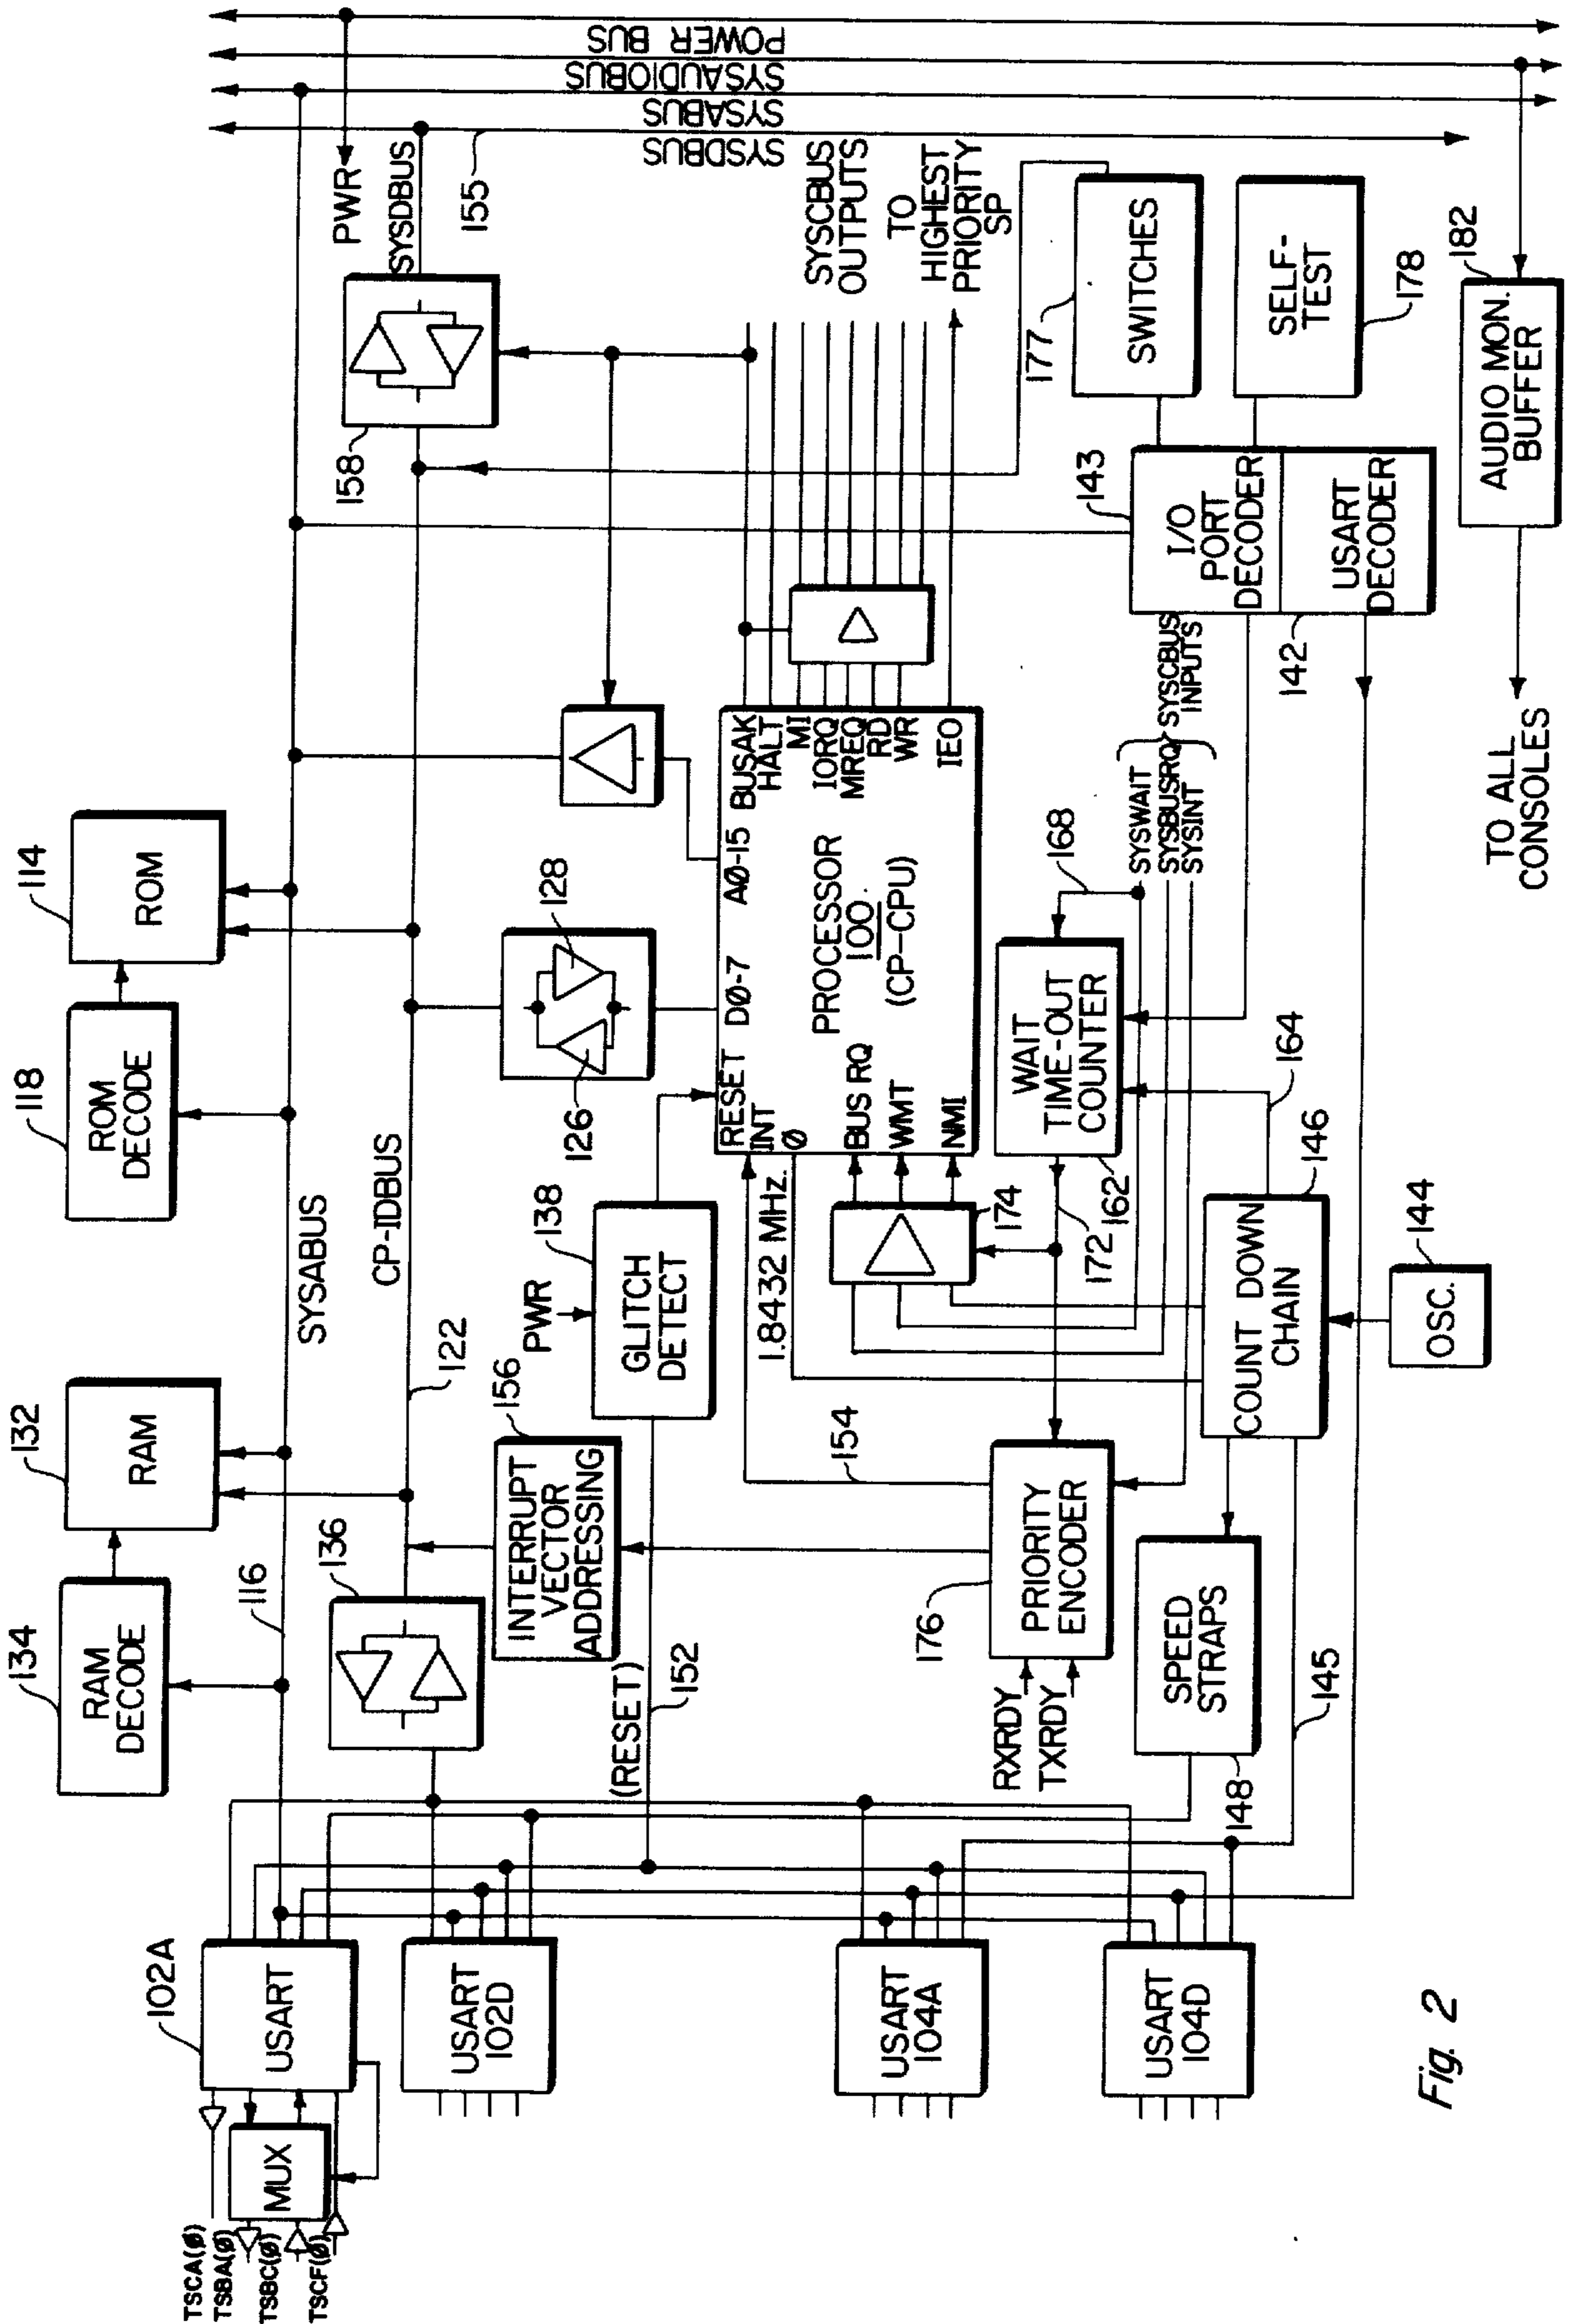 134
RAM
DECODE
132
RAM
118
ROM
DECODE
114
ROM
116
SYSABUS
102A
USART
MUX
TSCA(Ø)
TSBA(Ø)
TSBC(Ø)
TSCF(Ø)
USART
102D
USART
104A
USART
104D
136
122
CP-IDBUS
156
INTERRUPT
VECTOR
ADDRESSING
(RESET)
152
PWR
138
GLITCH
DETECT
126
128
158
PWR
SYSDBUS
155
SYSDBUS
SYSABUS
SYSAUDIOBUS
POWER BUS
1.8432 MHz.
154
RESET
DØ-7
AØ-15
BUSAK
HALT
MI
IORQ
MREQ
RD
WR
IEO
INT
Ø
BUS RQ
WMT
NMI
PROCESSOR
100
(CP-CPU)
SYSCBUS
OUTPUTS
TO
HIGHEST
PRIORITY
SP
174
172
162
WAIT
TIME-OUT
COUNTER
168
SYSWAIT
SYSBUSRQ
SYSINT
SYSCBUS
INPUTS
176
PRIORITY
ENCODER
RXRDY
TXRDY
SPEED
STRAPS
148
145
COUNT DOWN
CHAIN
146
164
144
OSC.
143
I/O
PORT
DECODER
USART
DECODER
142
177
SWITCHES
SELF-
TEST
178
182
AUDIO MON.
BUFFER
TO ALL
CONSOLES
Fig. 2